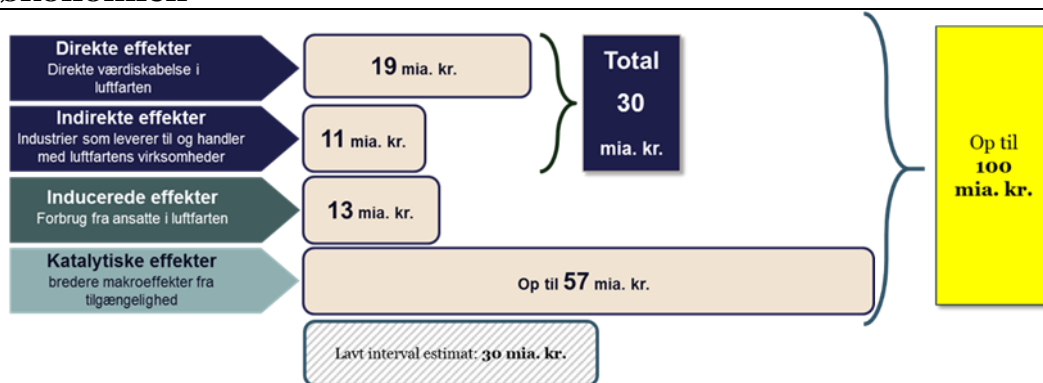 Direkte effekter
Direkte værdiskabelse i
luftfarten
19 mia. kr.
Indirekte effekter
Industrier som leverer til og handler
med luftfartens virksomheder
11 mia. kr.
Total
30
mia. kr.
Inducerede effekter
Forbrug fra ansatte i luftfarten
13 mia. kr.
Katalytiske effekter
bredere makroeffekter fra
tilgængelighed
Op til 57 mia. kr.
Lavt interval estimat: 30 mia. kr.
Op til
100
mia. kr.